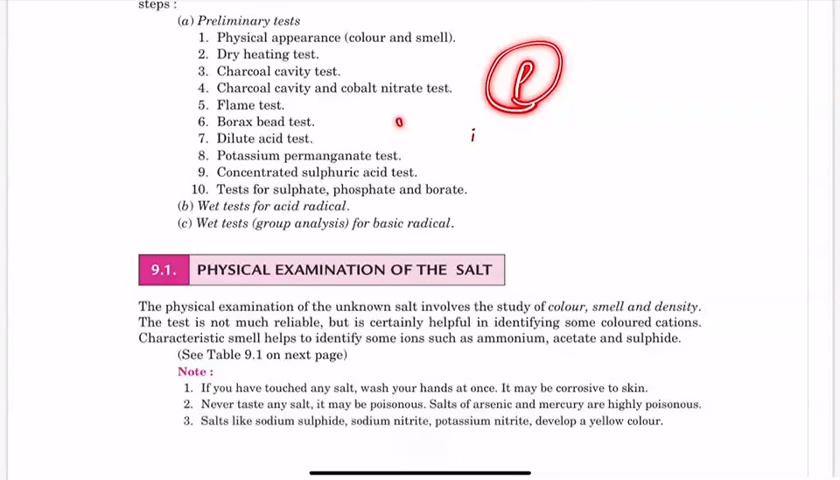 steps :
(a) Preliminary tests
1. Physical appearance (colour and smell).
2. Dry heating test.
3. Charcoal cavity test.
4. Charcoal cavity and cobalt nitrate test.
5. Flame test.
6. Borax bead test.
7. Dilute acid test.
8. Potassium permanganate test.
9. Concentrated sulphuric acid test.
10. Tests for sulphate, phosphate and borate.
(b) Wet tests for acid radical.
(c) Wet tests (group analysis) for basic radical.
9.1. PHYSICAL EXAMINATION OF THE SALT
The physical examination of the unknown salt involves the study of colour, smell and density.
The test is not much reliable, but is certainly helpful in identifying some coloured cations.
Characteristic smell helps to identify some ions such as ammonium, acetate and sulphide.
(See Table 9.1 on next page)
Note :
1. If you have touched any salt, wash your hands at once. It may be corrosive to skin.
2. Never taste any salt, it may be poisonous. Salts of arsenic and mercury are highly poisonous.
3. Salts like sodium sulphide, sodium nitrite, potassium nitrite, develop a yellow colour.